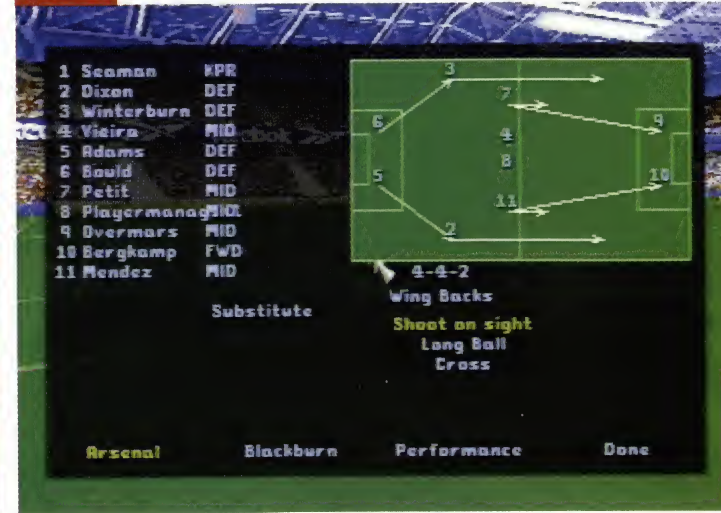 1 Seaman KPR
2 Dixon DEF
3 Winterburn DEF
4 Vieira MID
5 Adams DEF
6 Bould DEF
7 Petit MID
8 Playermanag MID
9 Overmars MID
10 Bergkamp FWD
11 Mendez MID
3
7
6
9
4
8
5
10
11
2
4-4-2
Wing Backs
Substitute
Shoot on sight
Long Ball
Cross
Arsenal Blackburn Performance Done